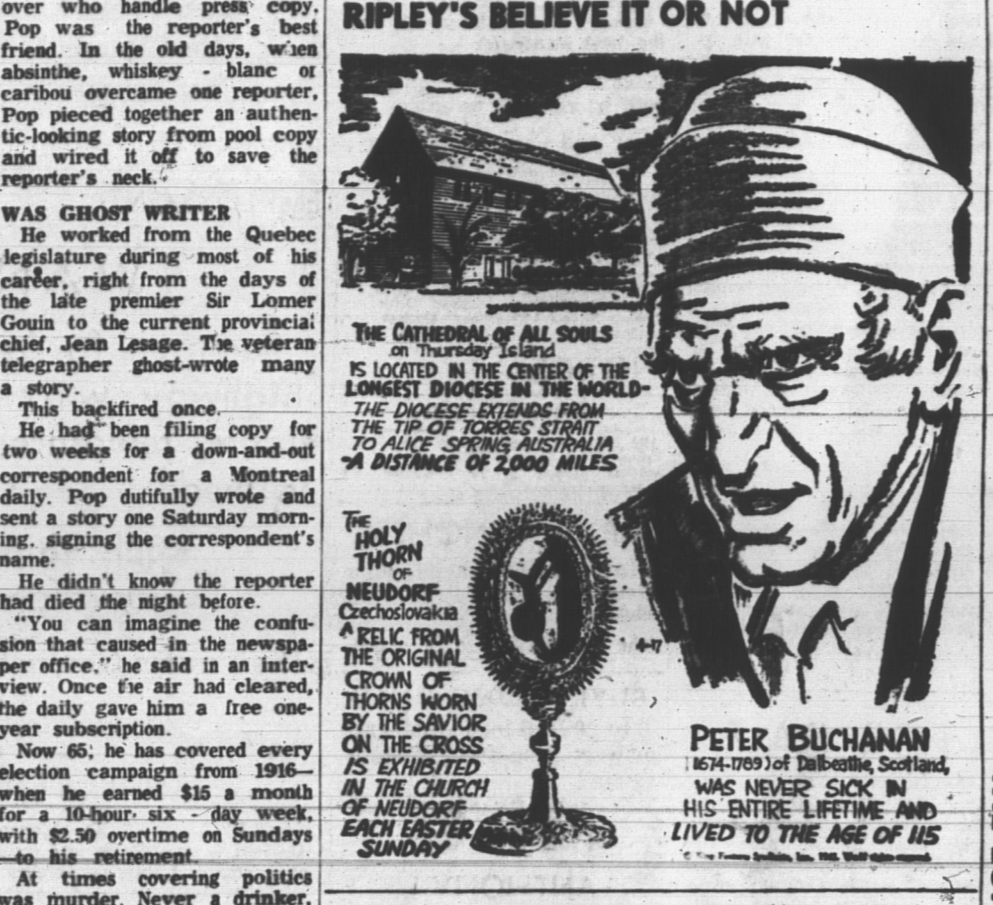 over who handle press copy.
Pop was the reporter's best
friend. In the old days, when
absinthe, whiskey - blanc or
caribou overcame one reporter,
Pop pieced together an authen-
tic-looking story from pool copy
and wired it off to save the
reporter's neck.
WAS GHOST WRITER
He worked from the Quebec
legislature during most of his
career, right from the days of
the late premier Sir Lomer
Gouin to the current provincial
chief, Jean Lesage. The veteran
telegrapher ghost-wrote many
a story.
This backfired once.
He had been filing copy for
two weeks for a down-and-out
correspondent for a Montreal
daily. Pop dutifully wrote and
sent a story one Saturday morn-
ing, signing the correspondent's
name.
He didn't know the reporter
had died the night before.
"You can imagine the confu-
sion that caused in the newspa-
per office," he said in an inter-
view. Once the air had cleared,
the daily gave him a free one-
year subscription.
Now 65, he has covered every
election campaign from 1916—
when he earned $15 a month
for a 10-hour, six - day week,
with $2.50 overtime on Sundays
—to his retirement.
At times covering politics
was murder. Never a drinker,
RIPLEY'S BELIEVE IT OR NOT
THE CATHEDRAL OF ALL SOULS
on Thursday Island
IS LOCATED IN THE CENTER OF THE
LONGEST DIOCESE IN THE WORLD-
THE DIOCESE EXTENDS FROM
THE TIP OF TORRES STRAIT
TO ALICE SPRING, AUSTRALIA
-A DISTANCE OF 2,000 MILES
THE
HOLY
THORN
OF
NEUDORF
Czechoslovakia
A RELIC FROM
THE ORIGINAL
CROWN OF
THORNS WORN
BY THE SAVIOR
ON THE CROSS
IS EXHIBITED
IN THE CHURCH
OF NEUDORF
EACH EASTER
SUNDAY
4-17
PETER BUCHANAN
(1674-1789) of Dalbeathe, Scotland,
WAS NEVER SICK IN
HIS ENTIRE LIFETIME AND
LIVED TO THE AGE OF 115